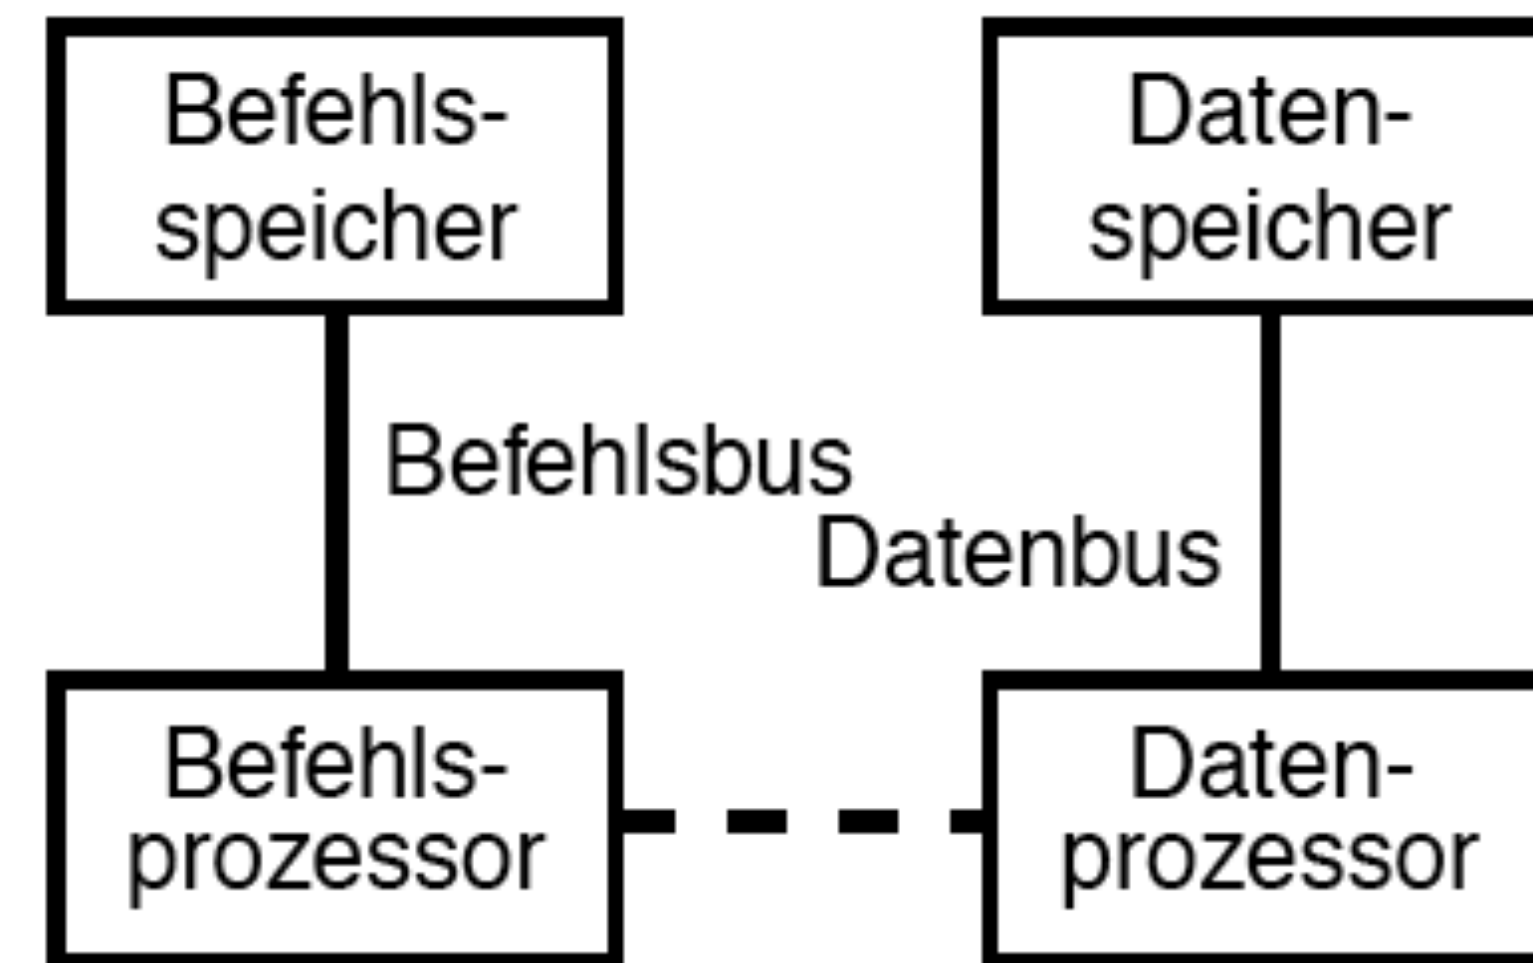 Befehls-
speicher
Daten-
speicher
Befehlsbus
Datenbus
Befehls-
prozessor
Daten-
prozessor